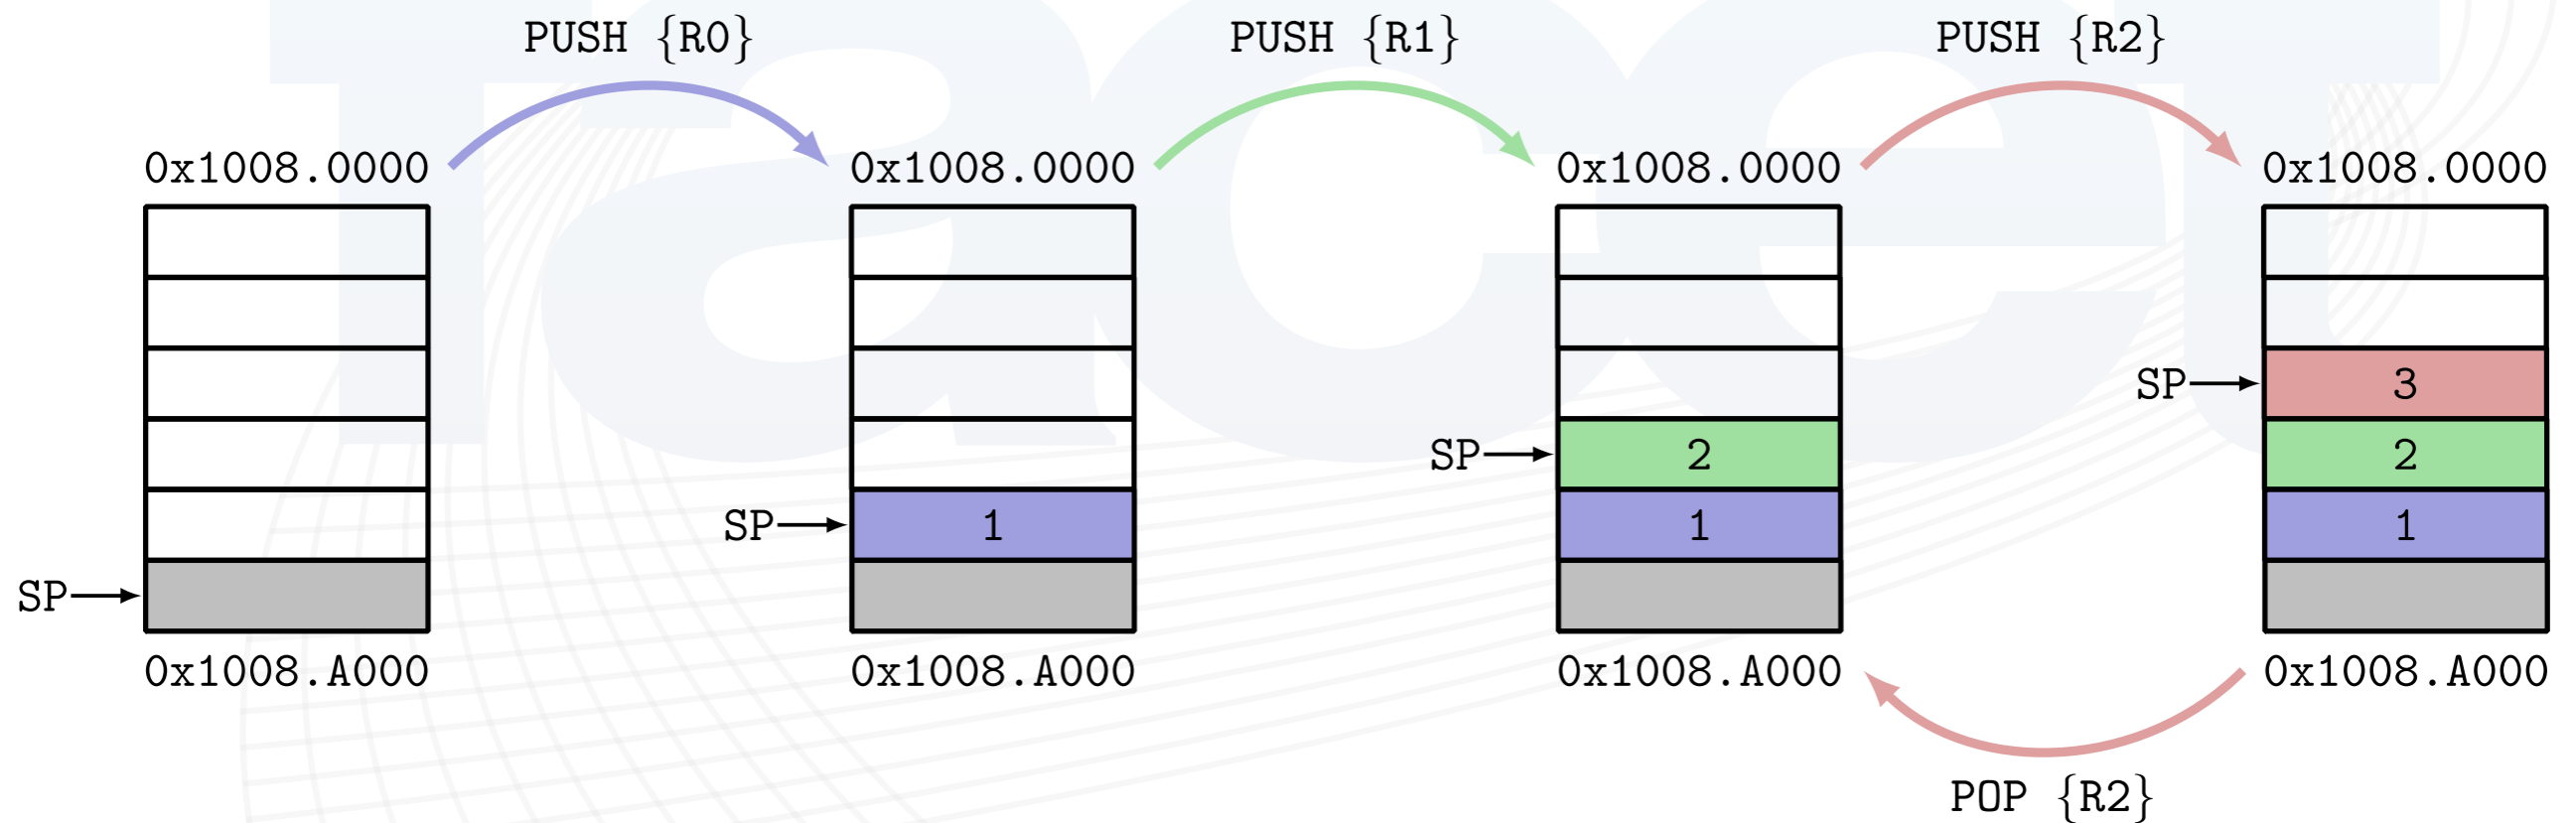 PUSH {R0} PUSH {R1} PUSH {R2}
0x1008.0000 0x1008.0000 0x1008.0000 0x1008.0000
SP 3
SP 2 2
SP 1 1 1
SP
0x1008.A000 0x1008.A000 0x1008.A000 0x1008.A000
POP {R2}